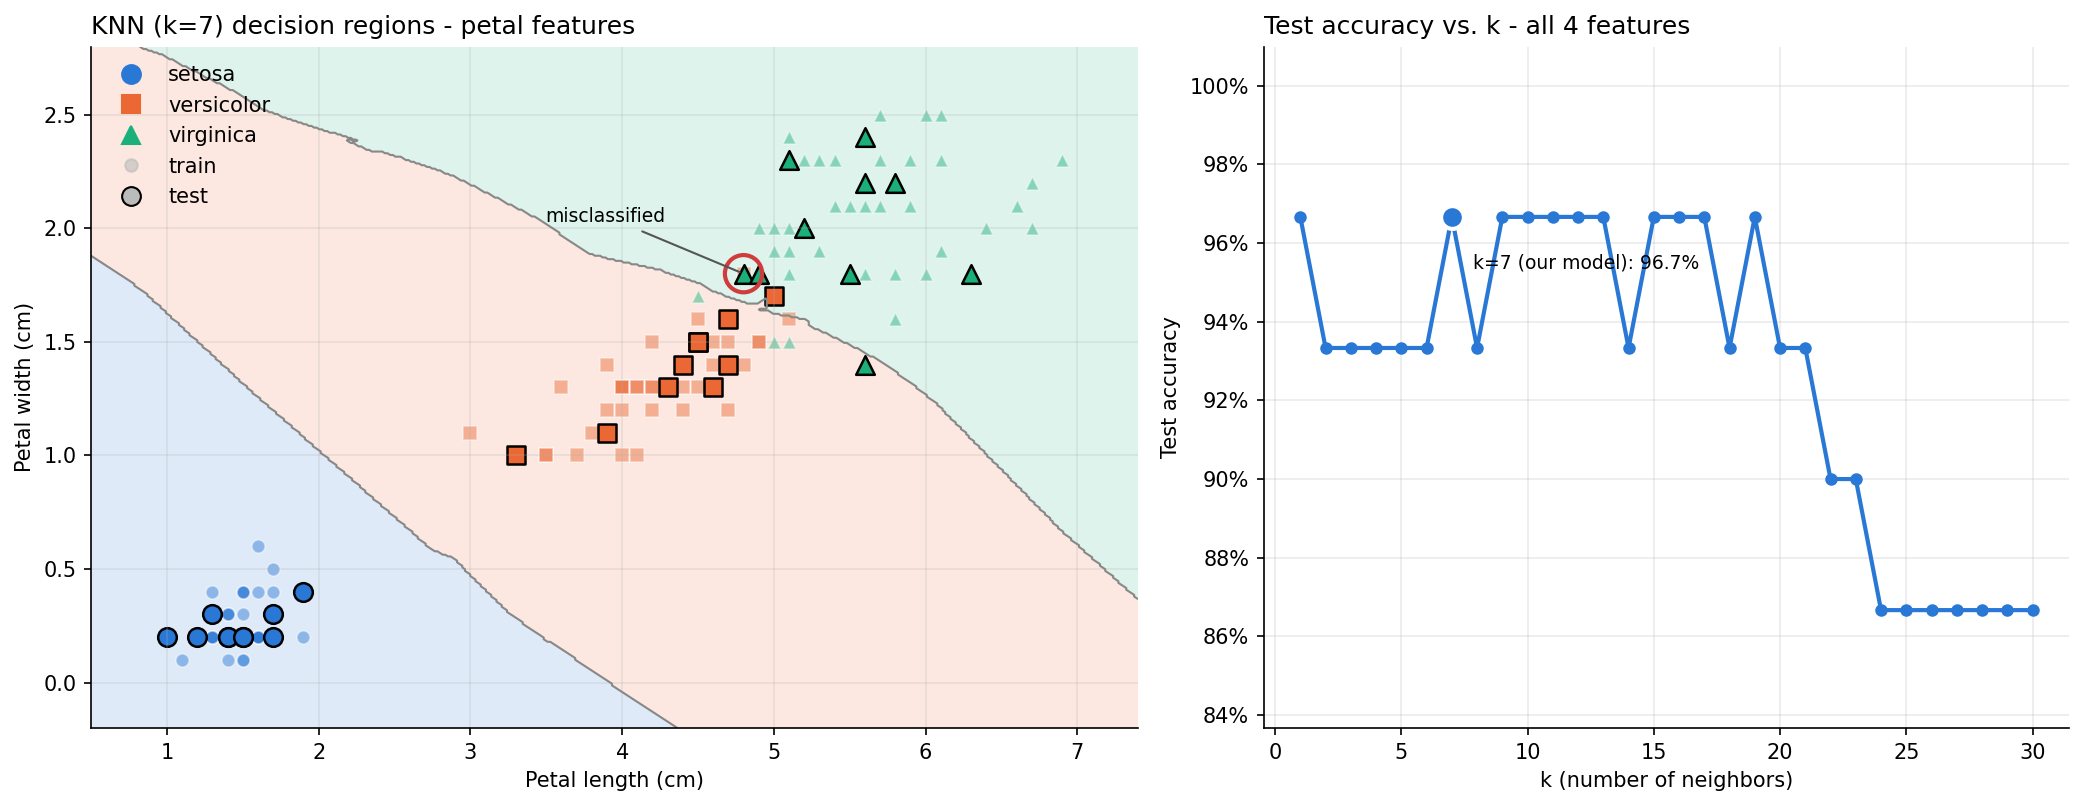 KNN (k=7) decision regions - petal features
setosa
versicolor
virginica
train
test
misclassified
2.5
2.0
1.5
1.0
0.5
0.0
Petal width (cm)
1 2 3 4 5 6 7
Petal length (cm)
Test accuracy vs. k - all 4 features
100%
98%
96%
94%
92%
90%
88%
86%
84%
Test accuracy
k=7 (our model): 96.7%
0 5 10 15 20 25 30
k (number of neighbors)